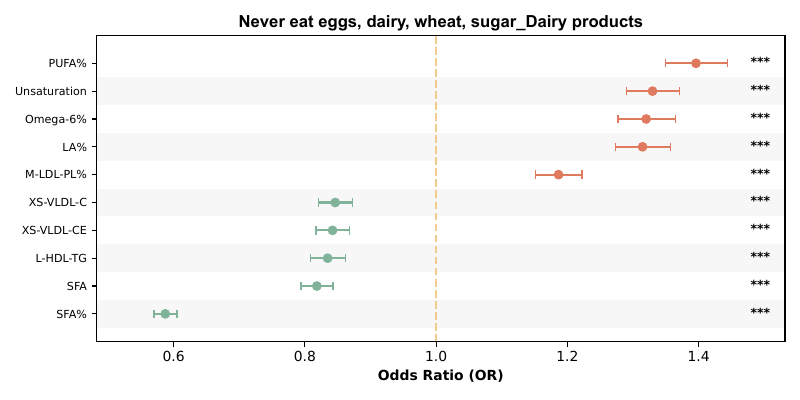 Never eat eggs, dairy, wheat, sugar_Dairy products
PUFA% ***
Unsaturation ***
Omega-6% ***
LA% ***
M-LDL-PL% ***
XS-VLDL-C ***
XS-VLDL-CE ***
L-HDL-TG ***
SFA ***
SFA% ***
0.6 0.8 1.0 1.2 1.4
Odds Ratio (OR)